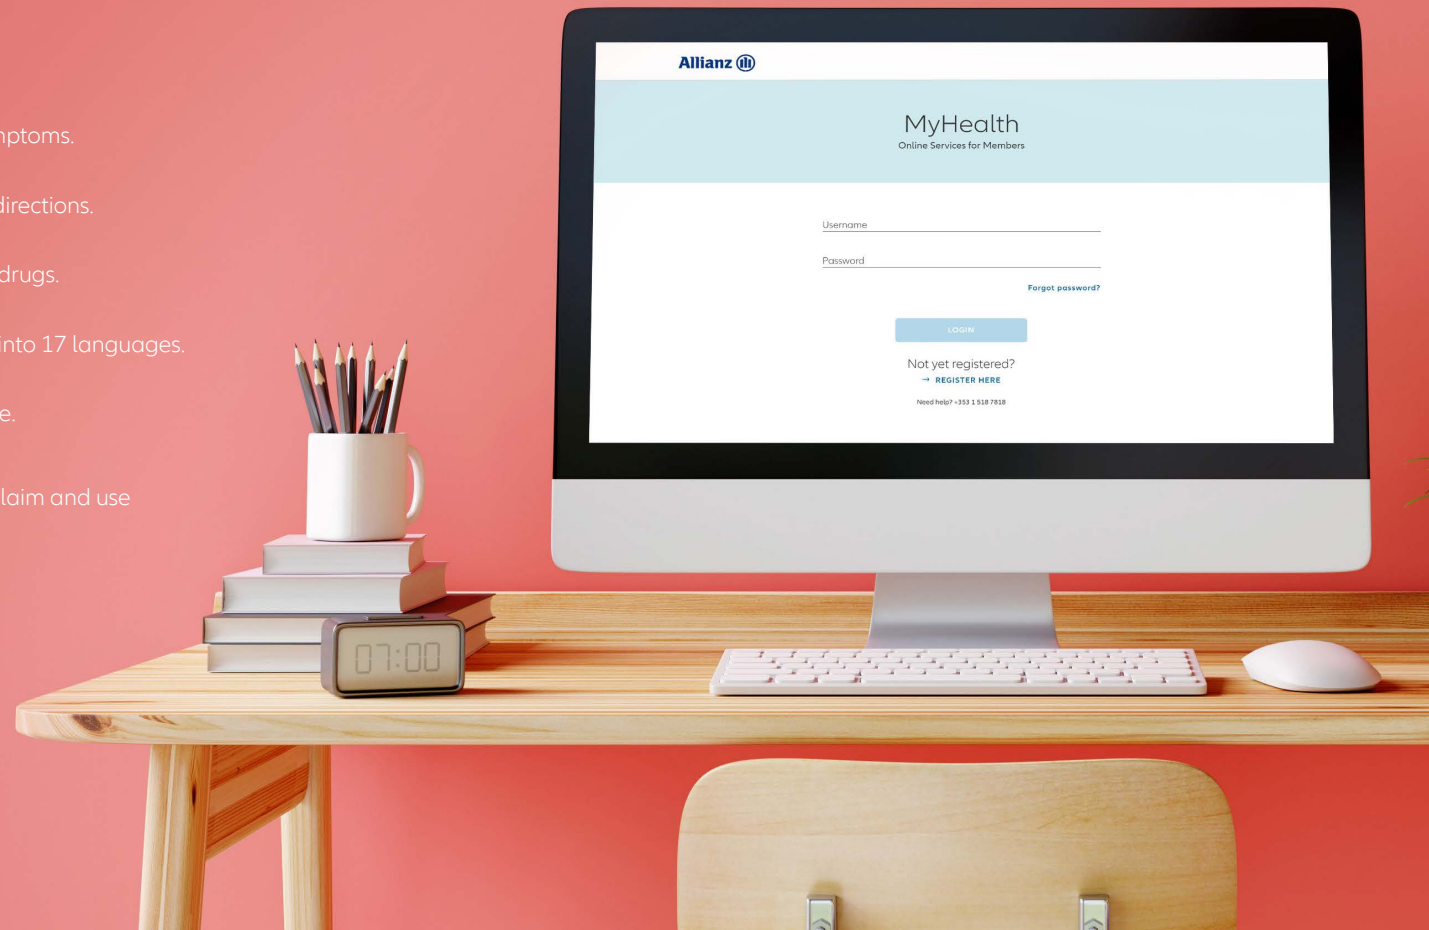 mptoms.
directions.
drugs.
into 17 languages.
e.
laim and use
Allianz
MyHealth
Online Services for Members
Username
Password
Forgot password?
LOGIN
Not yet registered?
→ REGISTER HERE
Need help? +353 1 518 7818
07:00